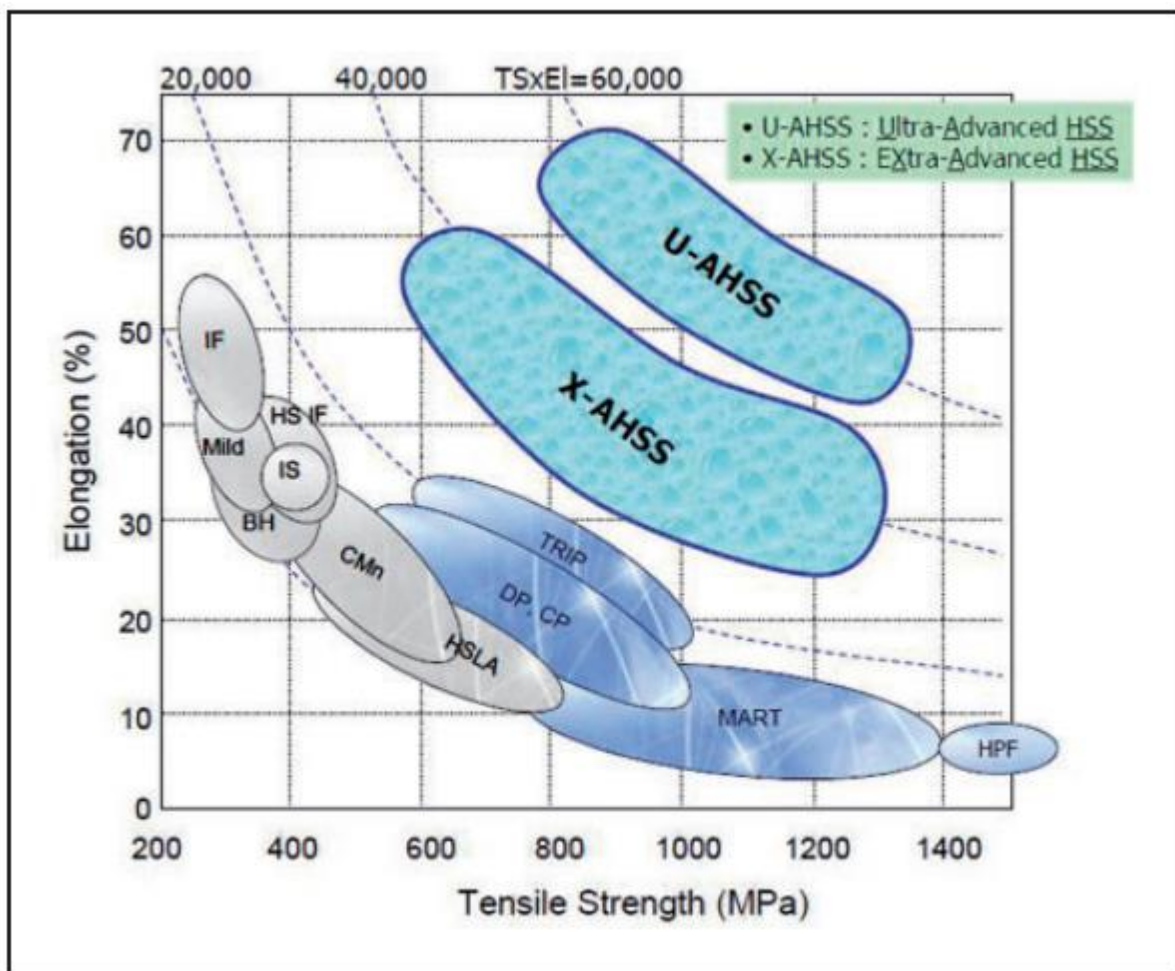 20,000 40,000 TSxEl=60,000
• U-AHSS : Ultra-Advanced HSS
• X-AHSS : EXtra-Advanced HSS
70
60
50
40
30
20
10
0
Elongation (%)
U-AHSS
X-AHSS
IF
HS IF
Mild
IS
BH
CMn
TRIP
DP, CP
HSLA
MART
HPF
200 400 600 800 1000 1200 1400
Tensile Strength (MPa)